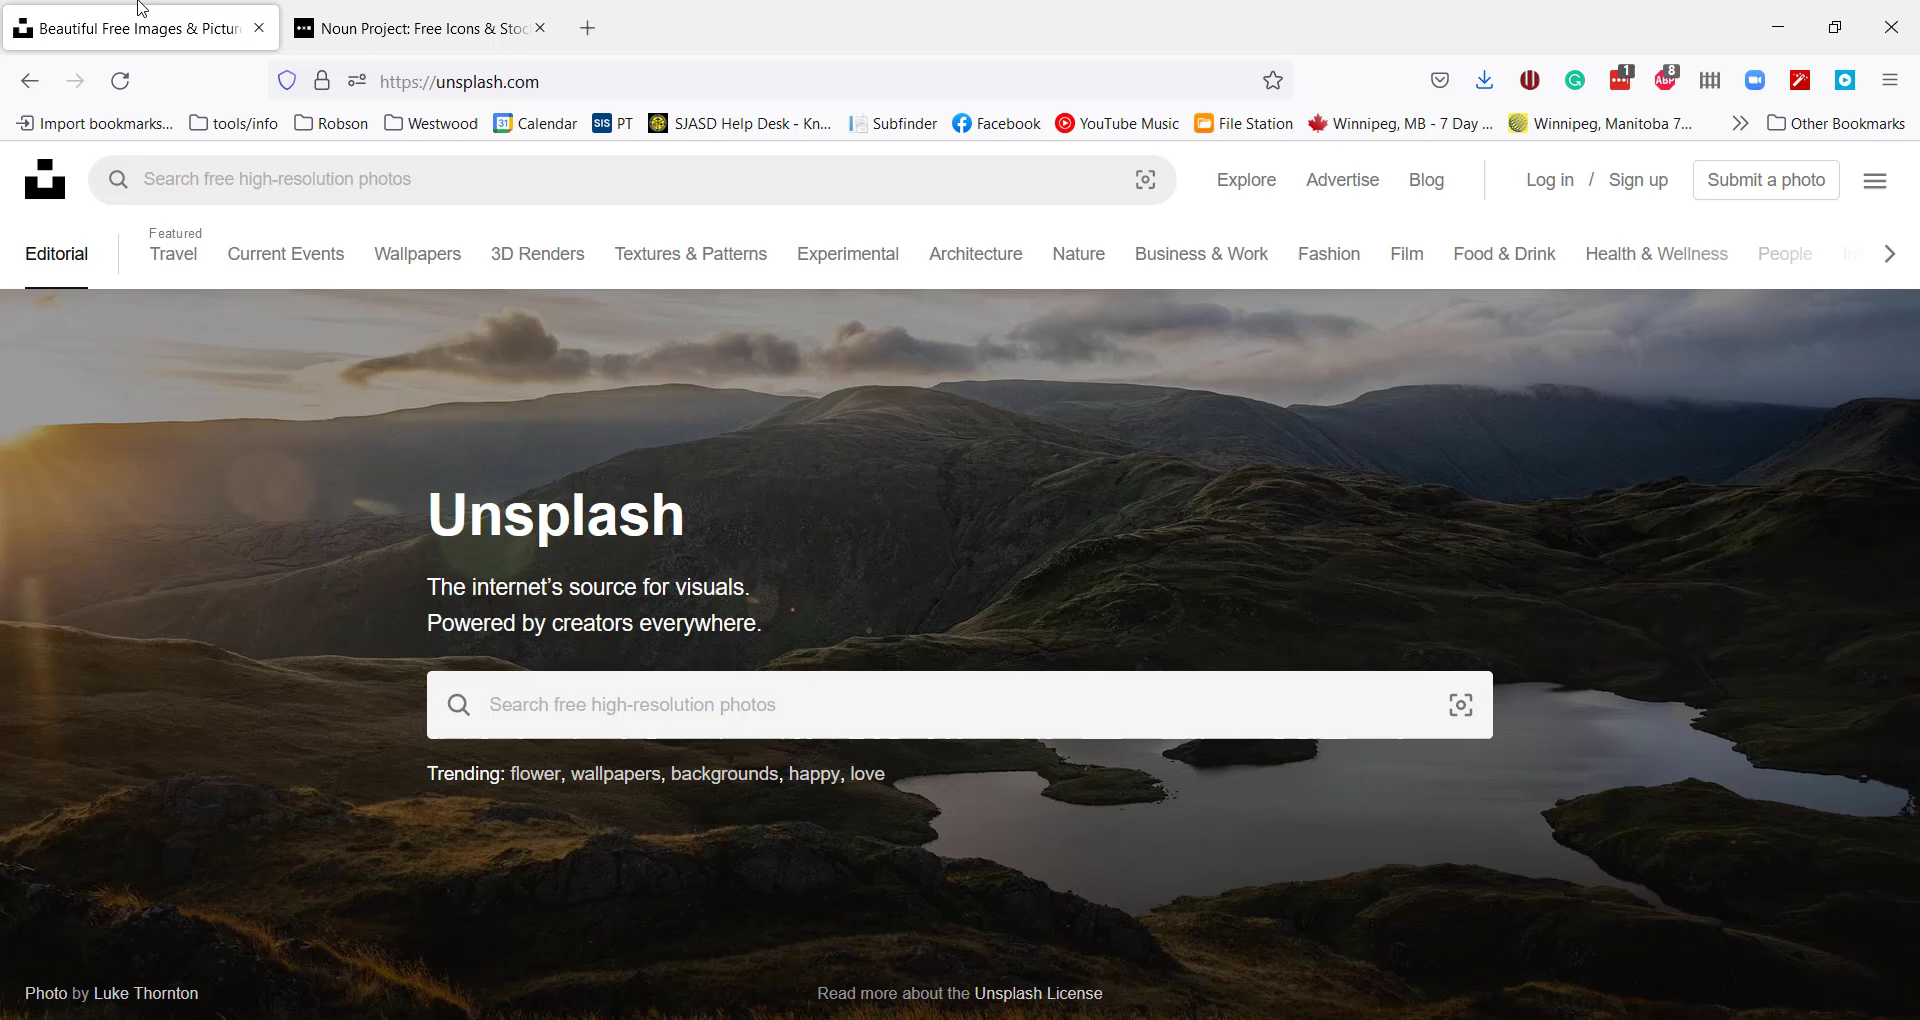 Beautiful Free Images & Pictur
Noun Project: Free Icons & Stoc
https://unsplash.com
1
8
ABP
Import bookmarks...
tools/info
Robson
Westwood
31 Calendar
SIS PT
SJASD Help Desk - Kn...
Subfinder
Facebook
YouTube Music
File Station
Winnipeg, MB - 7 Day ...
Winnipeg, Manitoba 7...
Other Bookmarks
Search free high-resolution photos
Explore
Advertise
Blog
Log in / Sign up
Submit a photo
Editorial
Featured
Travel
Current Events
Wallpapers
3D Renders
Textures & Patterns
Experimental
Architecture
Nature
Business & Work
Fashion
Film
Food & Drink
Health & Wellness
People
Unsplash
The internet's source for visuals.
Powered by creators everywhere.
Search free high-resolution photos
Trending: flower, wallpapers, backgrounds, happy, love
Photo by Luke Thornton
Read more about the Unsplash License